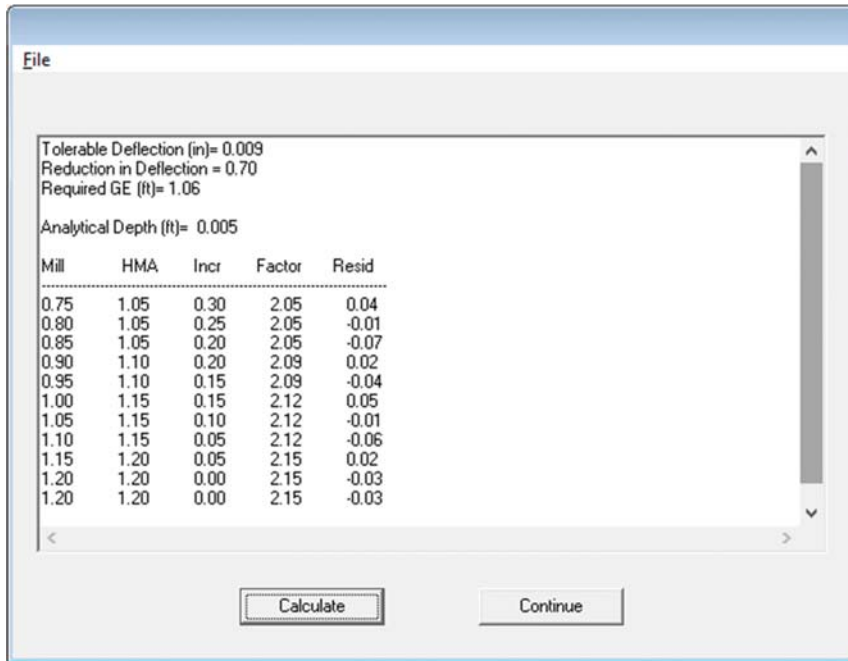 File
Tolerable Deflection (in)= 0.009
Reduction in Deflection = 0.70
Required GE (ft)= 1.06
Analytical Depth (ft)= 0.005
Mill HMA Incr Factor Resid
0.75 1.05 0.30 2.05 0.04
0.80 1.05 0.25 2.05 -0.01
0.85 1.05 0.20 2.05 -0.07
0.90 1.10 0.20 2.09 0.02
0.95 1.10 0.15 2.09 -0.04
1.00 1.15 0.15 2.12 0.05
1.05 1.15 0.10 2.12 -0.01
1.10 1.15 0.05 2.12 -0.06
1.15 1.20 0.05 2.15 0.02
1.20 1.20 0.00 2.15 -0.03
1.20 1.20 0.00 2.15 -0.03
Calculate Continue